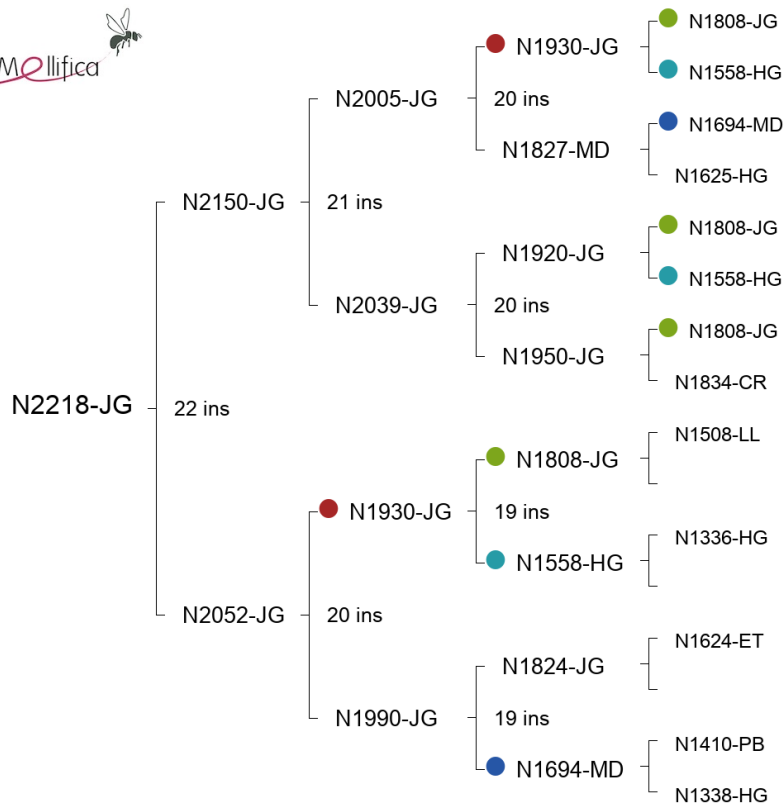 Mellifica
N1808-JG
N1930-JG
N1558-HG
N2005-JG
20 ins
N1694-MD
N1827-MD
N1625-HG
N2150-JG
21 ins
N1808-JG
N1920-JG
N1558-HG
N2039-JG
20 ins
N1808-JG
N1950-JG
N1834-CR
N2218-JG
22 ins
N1508-LL
N1808-JG
N1930-JG
19 ins
N1336-HG
N1558-HG
N2052-JG
20 ins
N1624-ET
N1824-JG
N1990-JG
19 ins
N1410-PB
N1694-MD
N1338-HG